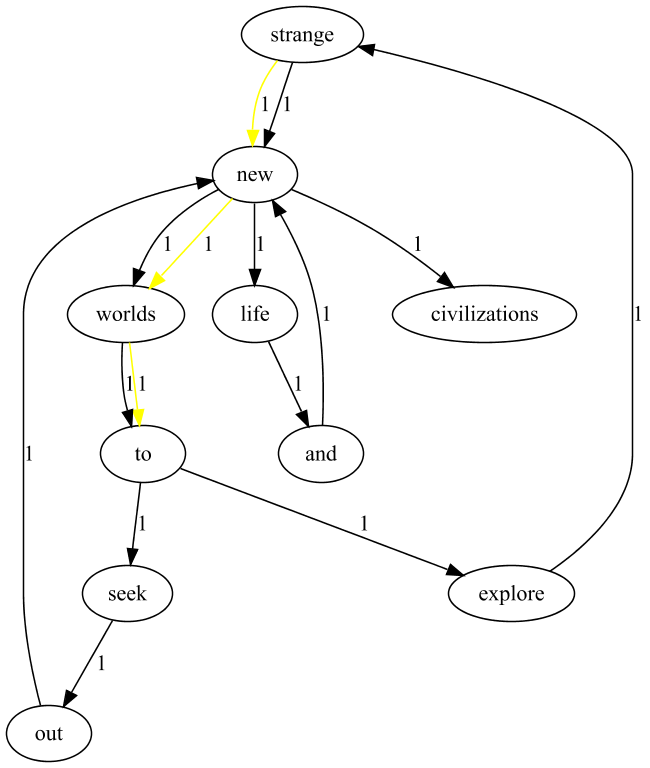 strange
1 1
new
1 1 1 1
worlds life civilizations
1
1 1 1
1
to and
1
1 1
seek explore
1
out